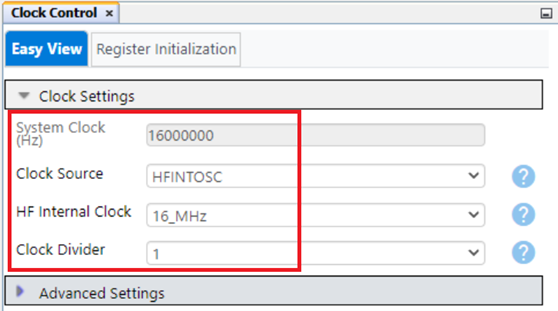 Clock Control
Easy View
Register Initialization
Clock Settings
System Clock
(Hz)
16000000
Clock Source
HFINTOSC
HF Internal Clock
16_MHz
Clock Divider
1
Advanced Settings